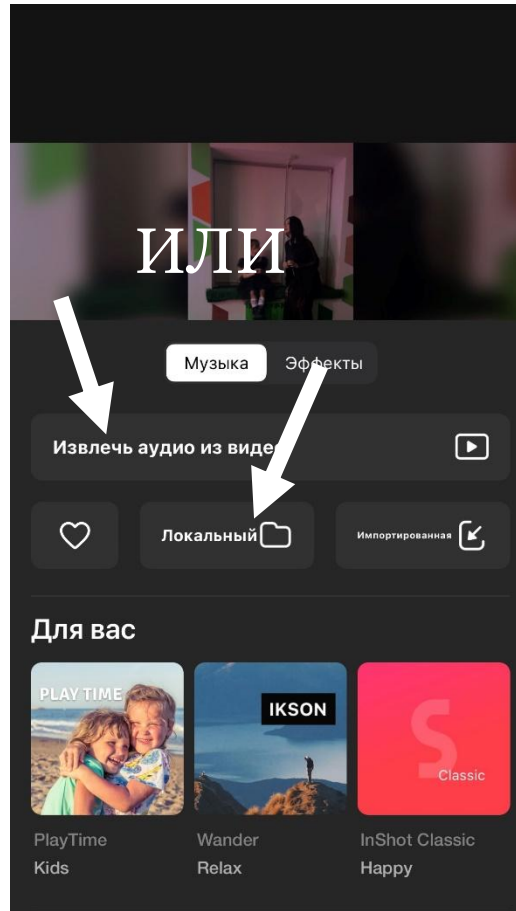 ИЛИ
Музыка Эффекты
Извлечь аудио из видео
Локальный Импортированная
Для вас
PLAY TIME IKSON S Classic
PlayTime Wander InShot Classic
Kids Relax Happy